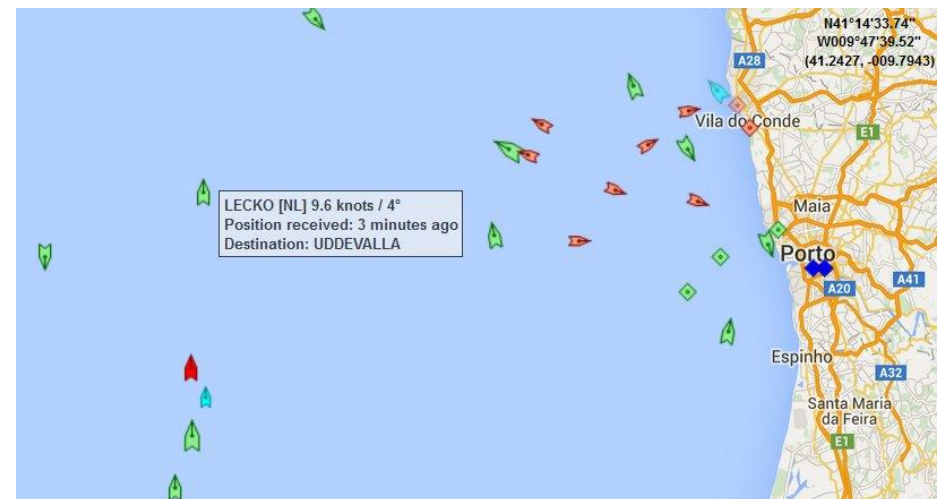 N41°14'33.74"
W009°47'39.52"
(41.2427, -009.7943)
A28
Vila do Conde
E1
LECKO [NL] 9.6 knots / 4°
Position received: 3 minutes ago
Destination: UDDEVALLA
Maia
Porto
A41
A20
Espinho
A32
Santa Maria
da Feira
E1